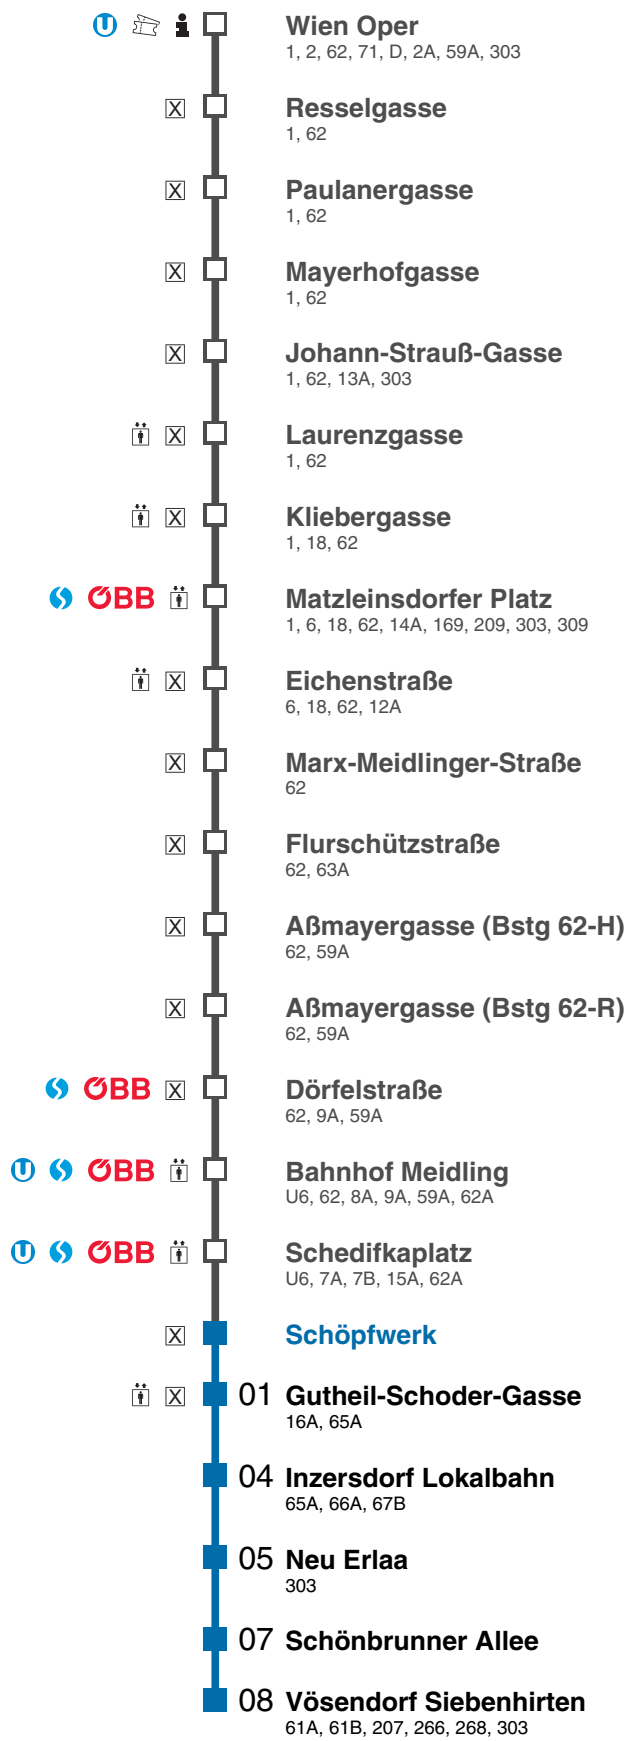 U i Wien Oper
1, 2, 62, 71, D, 2A, 59A, 303
X Resselgasse
1, 62
X Paulanergasse
1, 62
X Mayerhofgasse
1, 62
X Johann-Strauß-Gasse
1, 62, 13A, 303
X Laurenzgasse
1, 62
X Kliebergasse
1, 18, 62
S ÖBB Matzleinsdorfer Platz
1, 6, 18, 62, 14A, 169, 209, 303, 309
X Eichenstraße
6, 18, 62, 12A
X Marx-Meidlinger-Straße
62
X Flurschützstraße
62, 63A
X Aßmayergasse (Bstg 62-H)
62, 59A
X Aßmayergasse (Bstg 62-R)
62, 59A
S ÖBB X Dörfelstraße
62, 9A, 59A
U S ÖBB Bahnhof Meidling
U6, 62, 8A, 9A, 59A, 62A
U S ÖBB Schedifkaplatz
U6, 7A, 7B, 15A, 62A
X Schöpfwerk
X 01 Gutheil-Schoder-Gasse
16A, 65A
04 Inzersdorf Lokalbahn
65A, 66A, 67B
05 Neu Erlaa
303
07 Schönbrunner Allee
08 Vösendorf Siebenhirten
61A, 61B, 207, 266, 268, 303